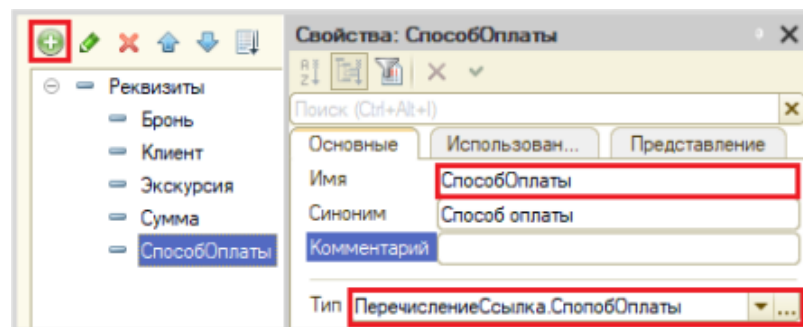 Свойства: СпособОплаты
Реквизиты
Бронь
Клиент
Экскурсия
Сумма
СпособОплаты
Поиск (Ctrl+Alt+I)
Основные Использован... Представление
Имя СпособОплаты
Синоним Способ оплаты
Комментарий
Тип ПеречислениеСсылка.СпопобОплаты